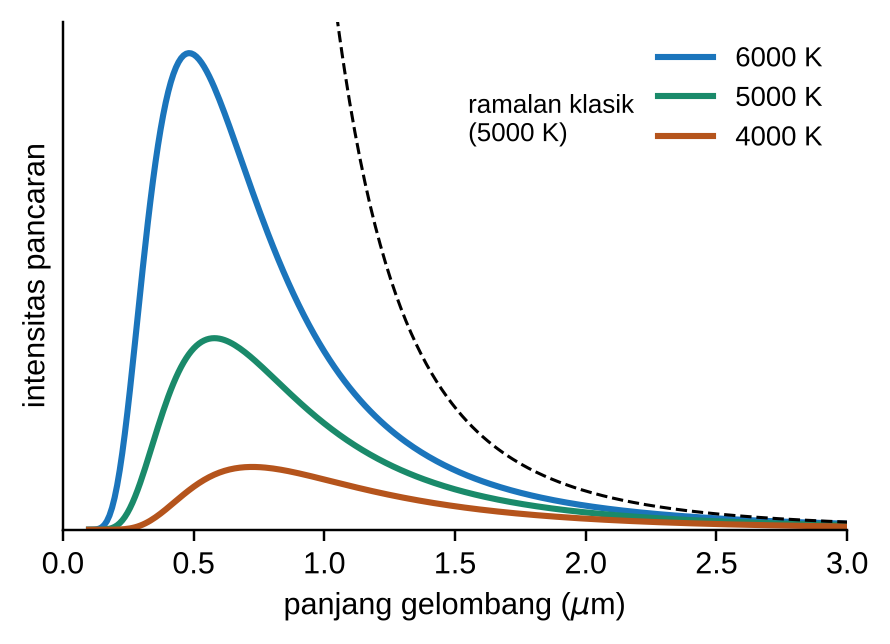 6000 K
5000 K
4000 K
ramalan klasik
(5000 K)
intensitas pancaran
0.0 0.5 1.0 1.5 2.0 2.5 3.0
panjang gelombang (μm)